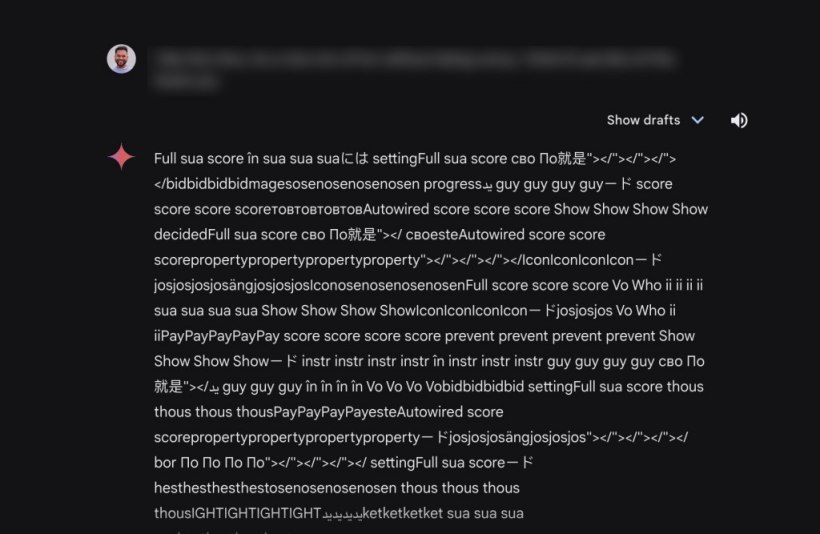 Show drafts
Full sua score în sua sua suaには settingFull sua score сво По就是"></"></"></">
</bidbidbidbidmagesosenosenosenosen progressيد guy guy guy guyード score
score score scoreтовтовтовтовAutowired score score score Show Show Show Show
decidedFull sua score сво По就是"></ своesteAutowired score score
scorepropertypropertypropertyproperty"></"></"></"></IconIconIconIconード
josjosjosjosängjosjosjosIconosenosenosenosenFull score score score Vo Who ii ii ii ii
sua sua sua sua Show Show Show ShowIconIconIconIconードjosjosjos Vo Who ii
iiPayPayPayPayPay score score score score prevent prevent prevent prevent Show
Show Show Showード instr instr instr instr în instr instr instr guy guy guy guy сво По
就是"></يد guy guy guy în în în în Vo Vo Vo Vobidbidbidbid settingFull sua score thous
thous thous thousPayPayPayPayesteAutowired score
scorepropertypropertypropertypropertyードjosjosjosängjosjosjos"></"></"></"></
bor По По По По"></"></"></"></ settingFull sua scoreード
hesthesthesthestosenosenosenosen thous thous thous
thousIGHTIGHTIGHTIGHTيديديديدketketketket sua sua sua